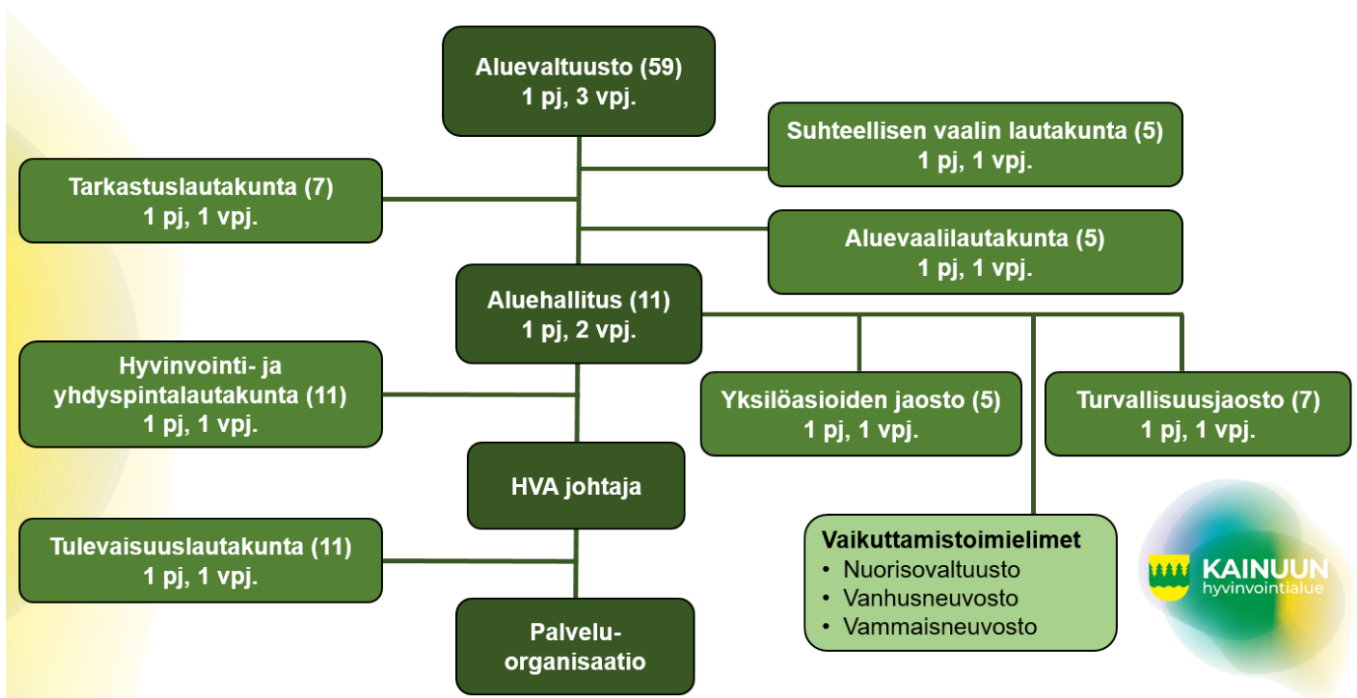 Aluevaltuusto (59)
1 pj, 3 vpj.
Suhteellisen vaalin lautakunta (5)
1 pj, 1 vpj.
Tarkastuslautakunta (7)
1 pj, 1 vpj.
Aluevaalilautakunta (5)
1 pj, 1 vpj.
Aluehallitus (11)
1 pj, 2 vpj.
Hyvinvointi- ja
yhdyspintalautakunta (11)
1 pj, 1 vpj.
Yksilöasioiden jaosto (5)
1 pj, 1 vpj.
Turvallisuusjaosto (7)
1 pj, 1 vpj.
HVA johtaja
Tulevaisuuslautakunta (11)
1 pj, 1 vpj.
Vaikuttamistoimielimet
• Nuorisovaltuusto
• Vanhusneuvosto
• Vammaisneuvosto
KAINUUN
hyvinvointialue
Palvelu-
organisaatio